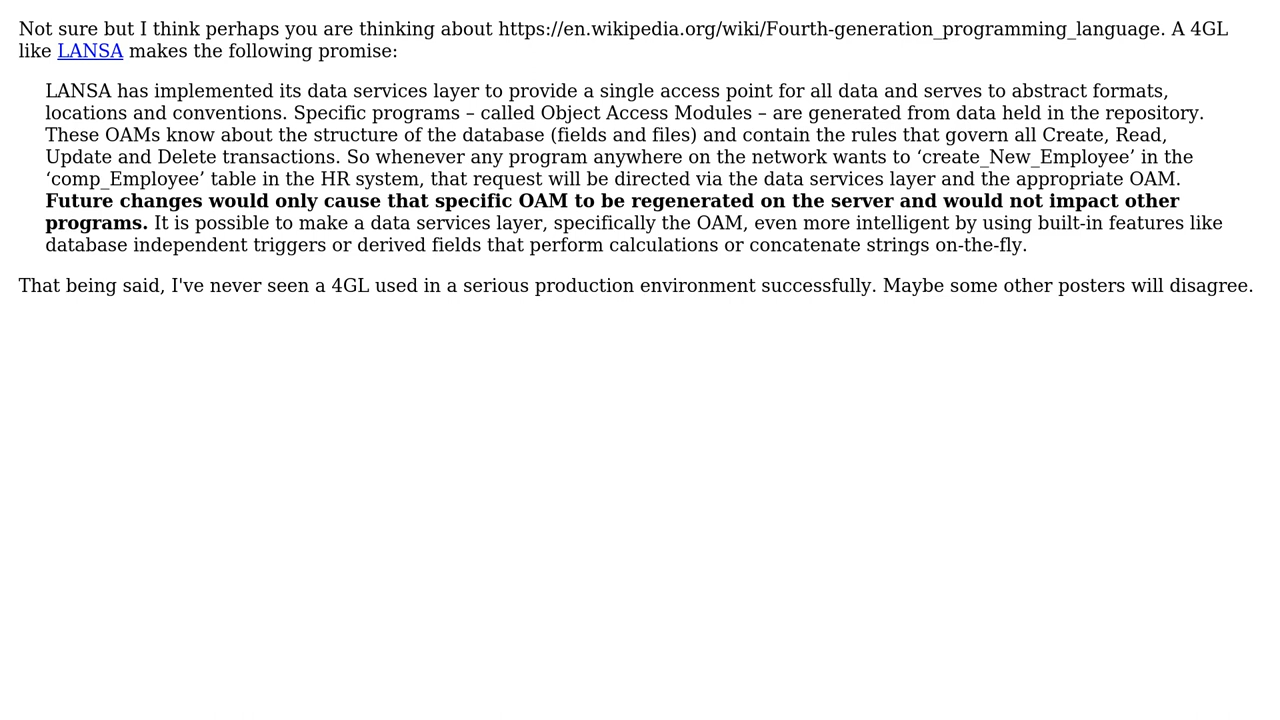 Not sure but I think perhaps you are thinking about https://en.wikipedia.org/wiki/Fourth-generation_programming_language. A 4GL
like LANSA makes the following promise:
LANSA has implemented its data services layer to provide a single access point for all data and serves to abstract formats,
locations and conventions. Specific programs – called Object Access Modules – are generated from data held in the repository.
These OAMs know about the structure of the database (fields and files) and contain the rules that govern all Create, Read,
Update and Delete transactions. So whenever any program anywhere on the network wants to ‘create_New_Employee’ in the
‘comp_Employee’ table in the HR system, that request will be directed via the data services layer and the appropriate OAM.
Future changes would only cause that specific OAM to be regenerated on the server and would not impact other
programs. It is possible to make a data services layer, specifically the OAM, even more intelligent by using built-in features like
database independent triggers or derived fields that perform calculations or concatenate strings on-the-fly.
That being said, I've never seen a 4GL used in a serious production environment successfully. Maybe some other posters will disagree.